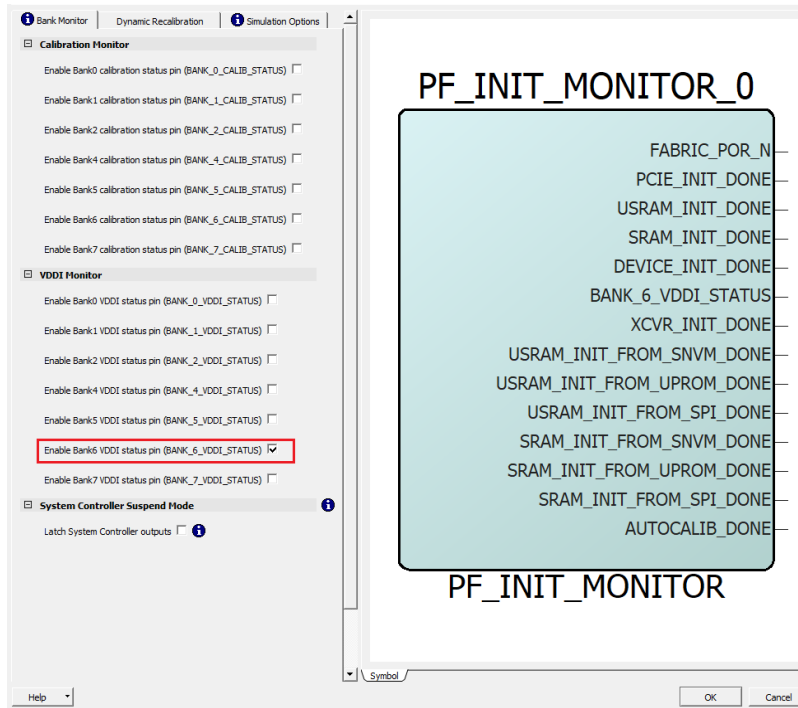 Bank Monitor Dynamic Recalibration Simulation Options
Calibration Monitor
Enable Bank0 calibration status pin (BANK_0_CALIB_STATUS)
Enable Bank1 calibration status pin (BANK_1_CALIB_STATUS)
Enable Bank2 calibration status pin (BANK_2_CALIB_STATUS)
Enable Bank4 calibration status pin (BANK_4_CALIB_STATUS)
Enable Bank5 calibration status pin (BANK_5_CALIB_STATUS)
Enable Bank6 calibration status pin (BANK_6_CALIB_STATUS)
Enable Bank7 calibration status pin (BANK_7_CALIB_STATUS)
VDDI Monitor
Enable Bank0 VDDI status pin (BANK_0_VDDI_STATUS)
Enable Bank1 VDDI status pin (BANK_1_VDDI_STATUS)
Enable Bank2 VDDI status pin (BANK_2_VDDI_STATUS)
Enable Bank4 VDDI status pin (BANK_4_VDDI_STATUS)
Enable Bank5 VDDI status pin (BANK_5_VDDI_STATUS)
Enable Bank6 VDDI status pin (BANK_6_VDDI_STATUS)
Enable Bank7 VDDI status pin (BANK_7_VDDI_STATUS)
System Controller Suspend Mode
Latch System Controller outputs
Help
PF_INIT_MONITOR_0
FABRIC_POR_N
PCIE_INIT_DONE
USRAM_INIT_DONE
SRAM_INIT_DONE
DEVICE_INIT_DONE
BANK_6_VDDI_STATUS
XCVR_INIT_DONE
USRAM_INIT_FROM_SNVM_DONE
USRAM_INIT_FROM_UPROM_DONE
USRAM_INIT_FROM_SPI_DONE
SRAM_INIT_FROM_SNVM_DONE
SRAM_INIT_FROM_UPROM_DONE
SRAM_INIT_FROM_SPI_DONE
AUTOCALIB_DONE
PF_INIT_MONITOR
Symbol
OK Cancel